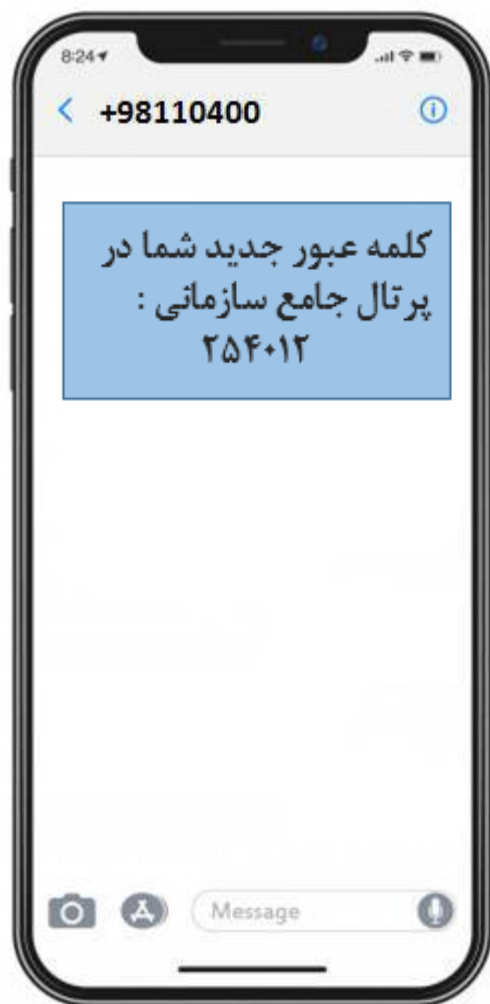 8:24
+98110400
کلمه عبور جدید شما در
پرتال جامع سازمانی :
۲۵۴۰۱۲
Message